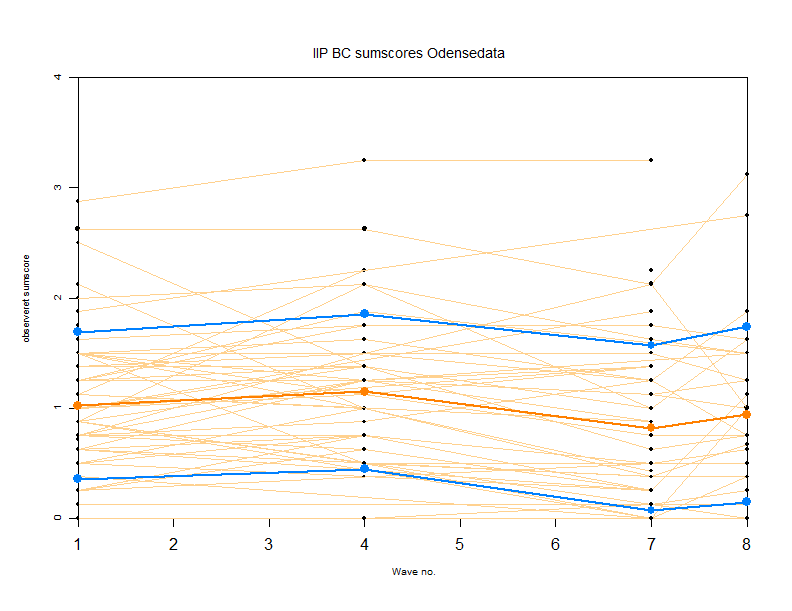 IIP BC sumscores Odensedata
observeret sumscore
4
3
2
1
0
1 2 3 4 5 6 7 8
Wave no.